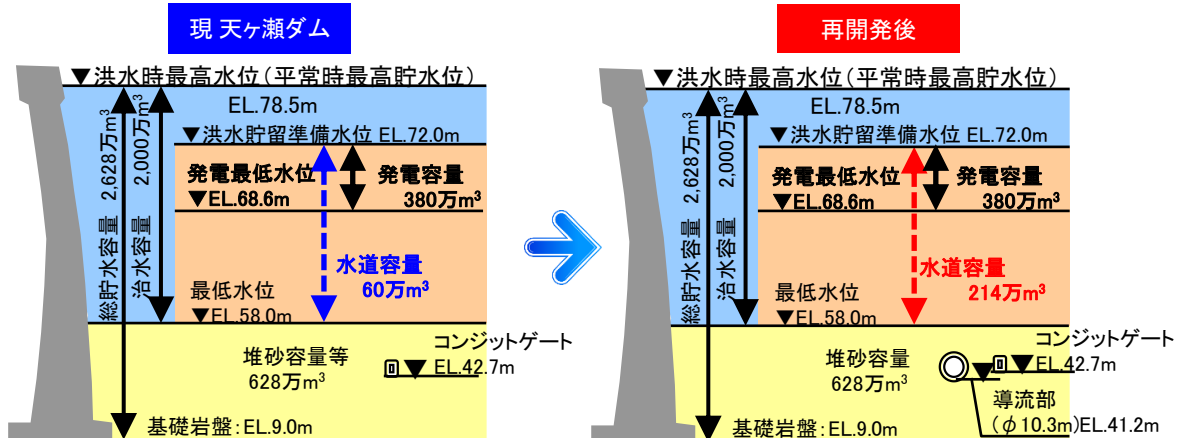 現 天ヶ瀬ダム
▼洪水時最高水位(平常時最高貯水位)
EL.78.5m
▼洪水貯留準備水位 EL.72.0m
総貯水容量 2,628万m³
治水容量 2,000万m³
発電最低水位
▼EL.68.6m
発電容量
380万m³
水道容量
60万m³
最低水位
▼EL.58.0m
堆砂容量等
628万m³
コンジットゲート
▼EL.42.7m
基礎岩盤:EL.9.0m
再開発後
▼洪水時最高水位(平常時最高貯水位)
EL.78.5m
▼洪水貯留準備水位 EL.72.0m
総貯水容量 2,628万m³
治水容量 2,000万m³
発電最低水位
▼EL.68.6m
発電容量
380万m³
水道容量
214万m³
最低水位
▼EL.58.0m
堆砂容量
628万m³
コンジットゲート
▼EL.42.7m
導流部
(φ10.3m)EL.41.2m
基礎岩盤:EL.9.0m